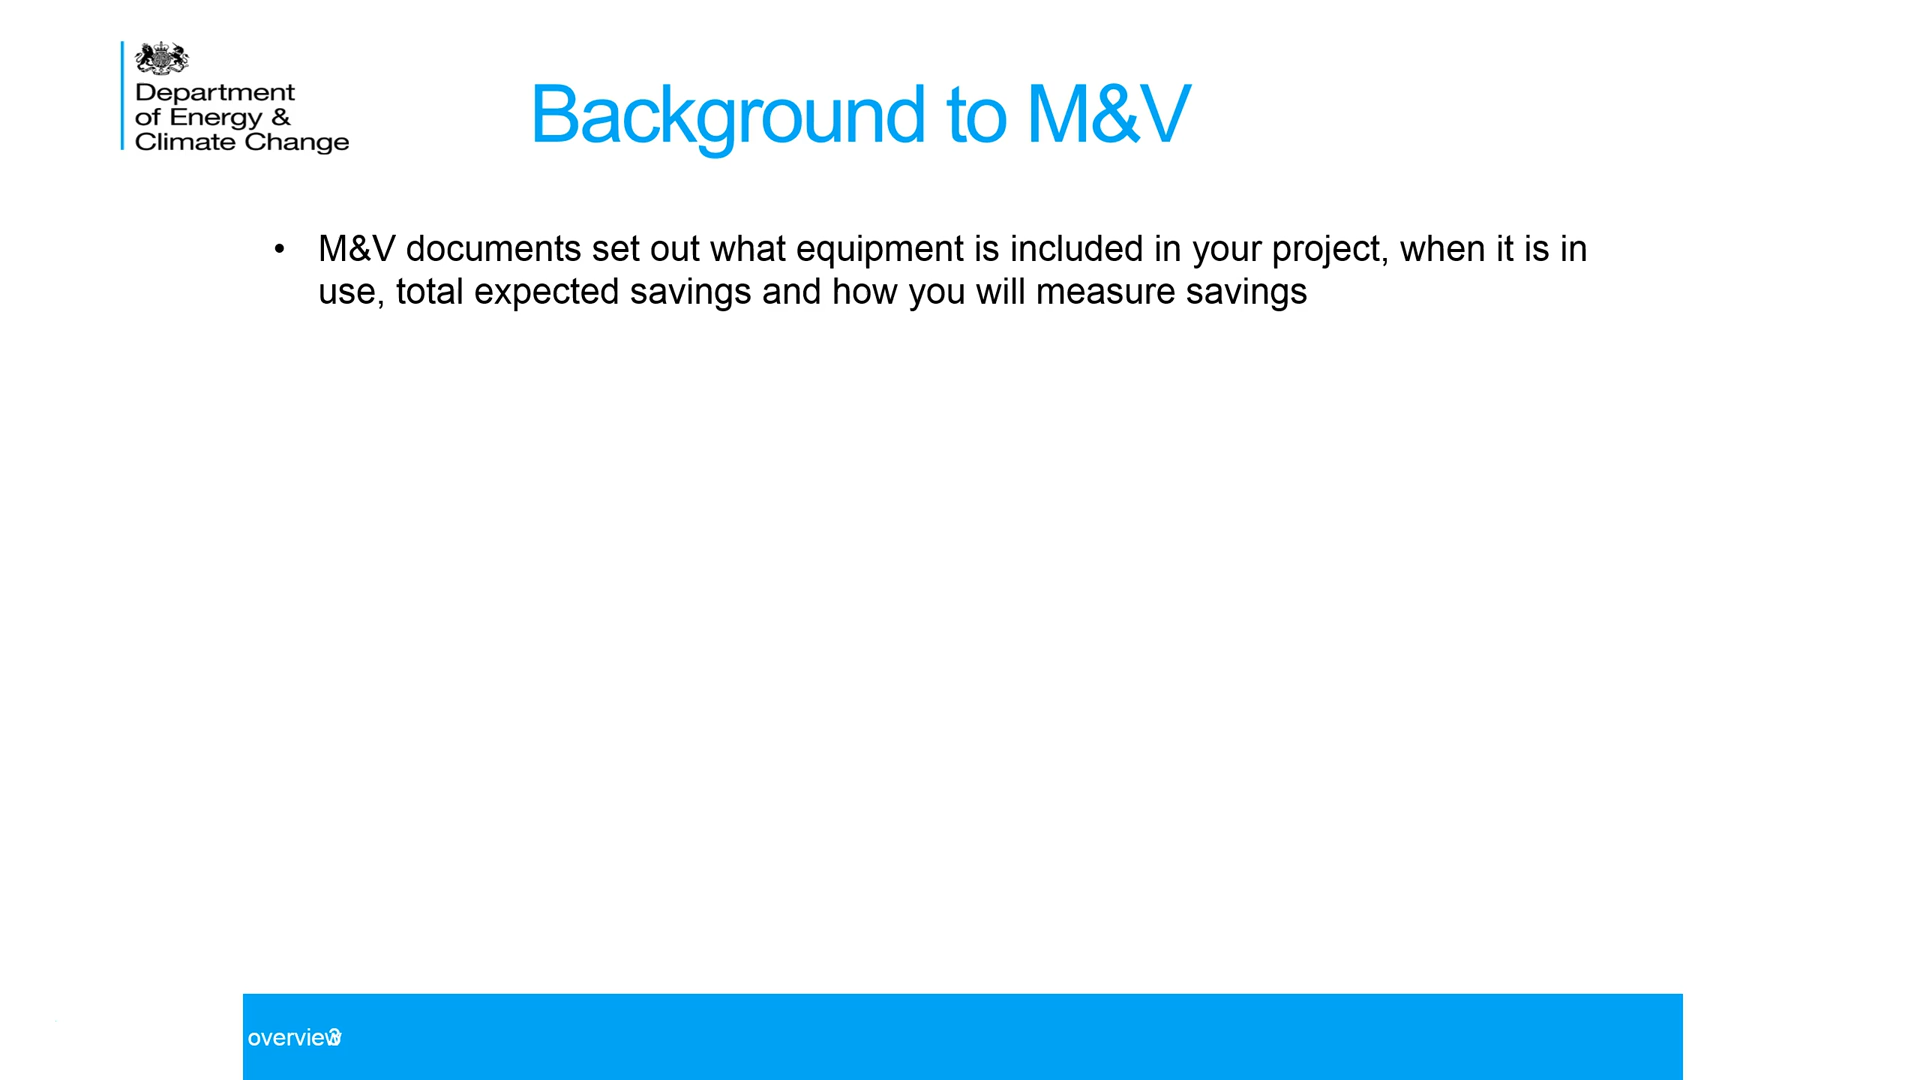 Department
of Energy &
Climate Change
Background to M&V
• M&V documents set out what equipment is included in your project, when it is in
use, total expected savings and how you will measure savings
overview
3